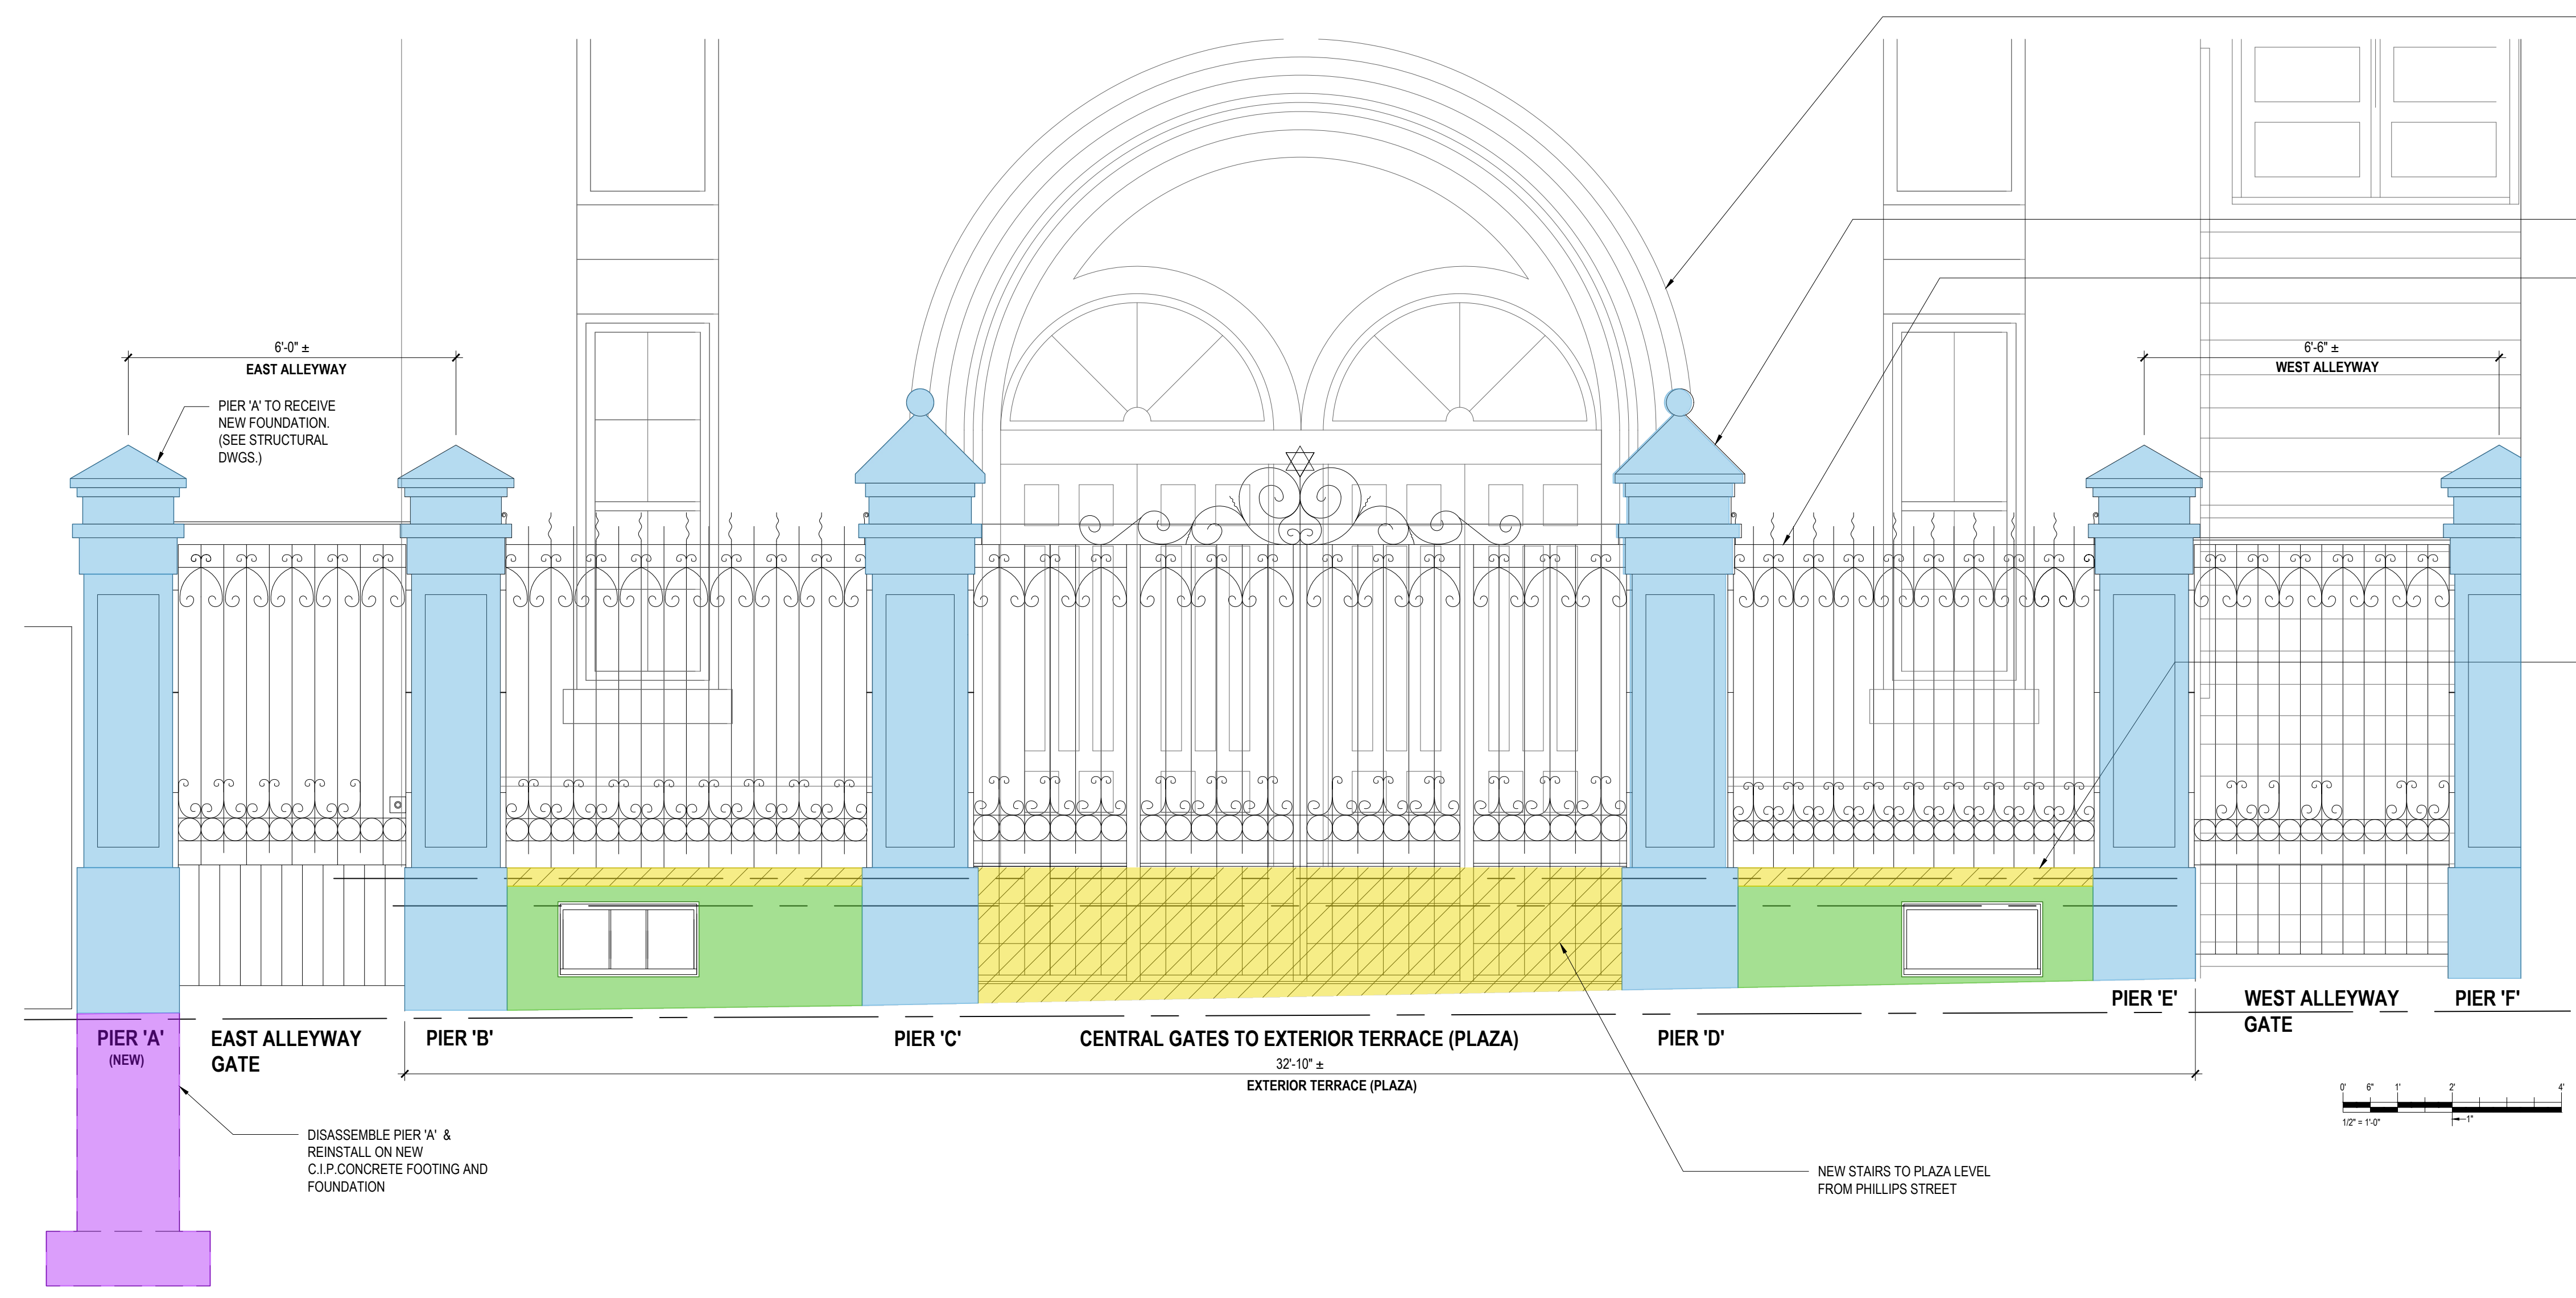 6'-0" ±
EAST ALLEYWAY
PIER 'A' TO RECEIVE
NEW FOUNDATION.
(SEE STRUCTURAL
DWGS.)
6'-6" ±
WEST ALLEYWAY
PIER 'A'
(NEW)
EAST ALLEYWAY
GATE
PIER 'B'
PIER 'C'
CENTRAL GATES TO EXTERIOR TERRACE (PLAZA)
PIER 'D'
PIER 'E'
WEST ALLEYWAY
GATE
PIER 'F'
32'-10" ±
EXTERIOR TERRACE (PLAZA)
DISASSEMBLE PIER 'A' &
REINSTALL ON NEW
C.I.P.CONCRETE FOOTING AND
FOUNDATION
NEW STAIRS TO PLAZA LEVEL
FROM PHILLIPS STREET
0' 6" 1' 2' 4'
1/2" = 1'-0"
1"